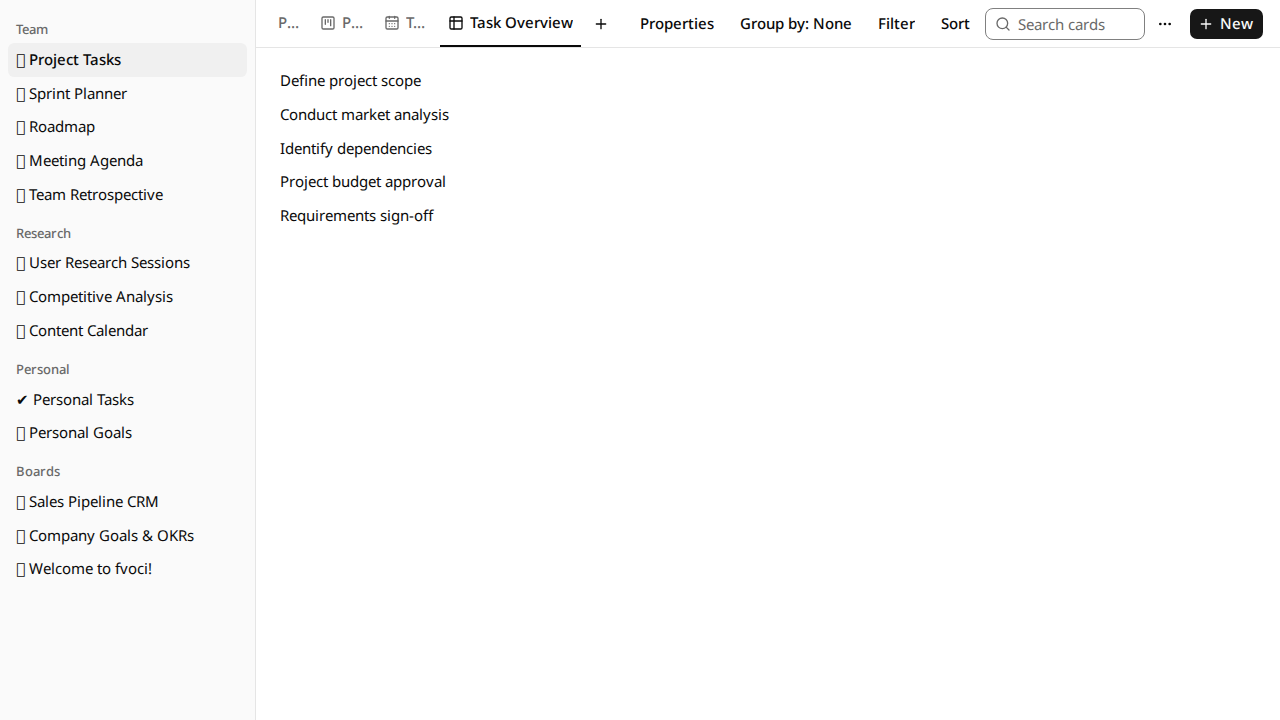 Team
Project Tasks
Sprint Planner
Roadmap
Meeting Agenda
Team Retrospective
Research
User Research Sessions
Competitive Analysis
Content Calendar
Personal
✔ Personal Tasks
Personal Goals
Boards
Sales Pipeline CRM
Company Goals & OKRs
Welcome to fvoci!
P... P... T... Task Overview + Properties Group by: None Filter Sort Search cards ... + New
Define project scope
Conduct market analysis
Identify dependencies
Project budget approval
Requirements sign-off